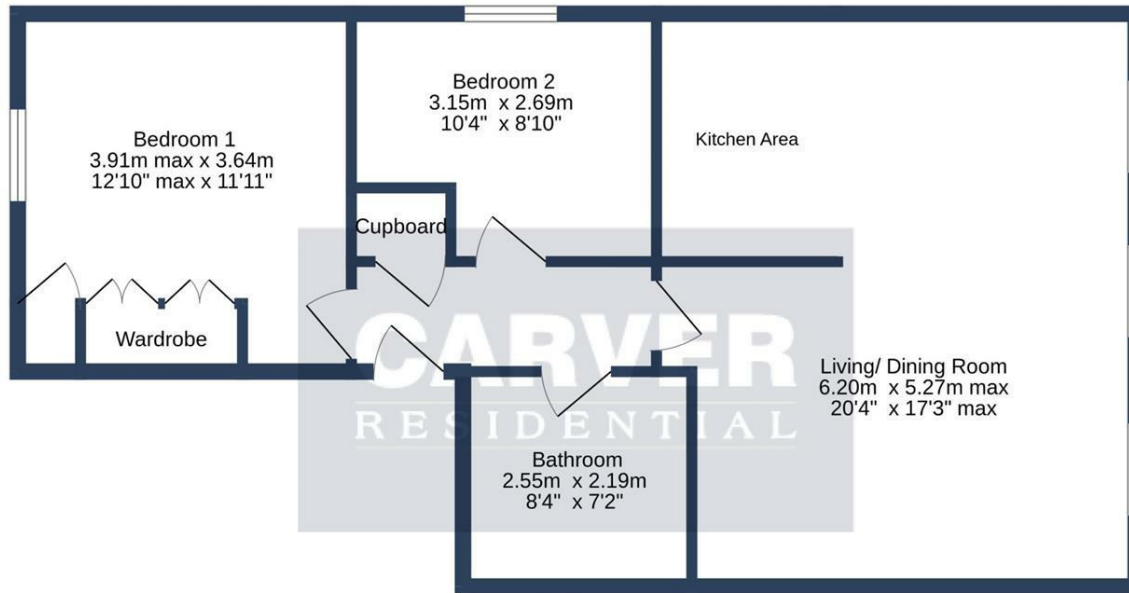 Bedroom 1
3.91m max x 3.64m
12'10" max x 11'11"
Bedroom 2
3.15m x 2.69m
10'4" x 8'10"
Kitchen Area
Cupboard
Wardrobe
CARVER
RESIDENTIAL
Living/ Dining Room
6.20m x 5.27m max
20'4" x 17'3" max
Bathroom
2.55m x 2.19m
8'4" x 7'2"